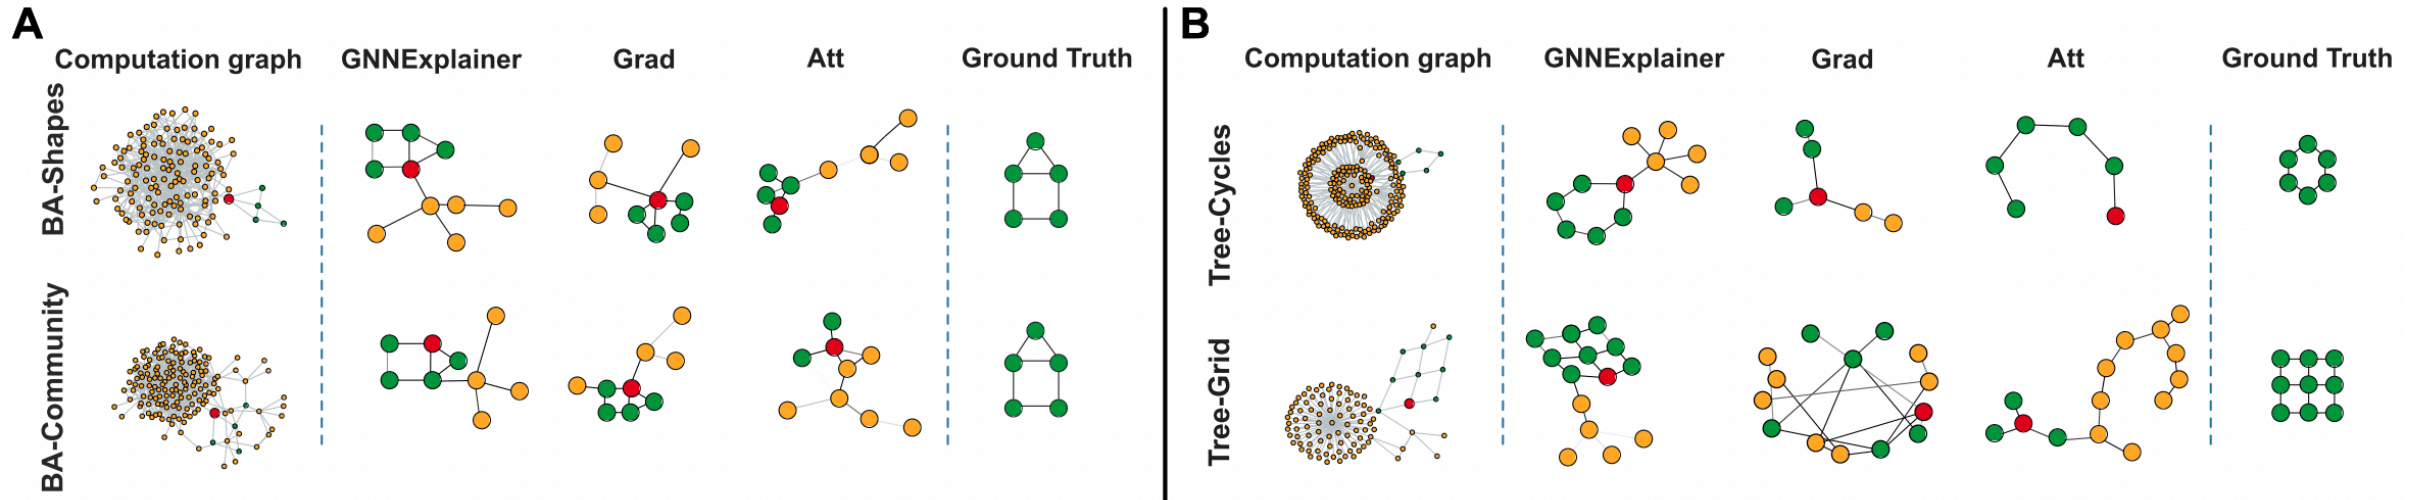 A
Computation graph GNNExplainer Grad Att Ground Truth
BA-Shapes
BA-Community
B
Computation graph GNNExplainer Grad Att Ground Truth
Tree-Cycles
Tree-Grid